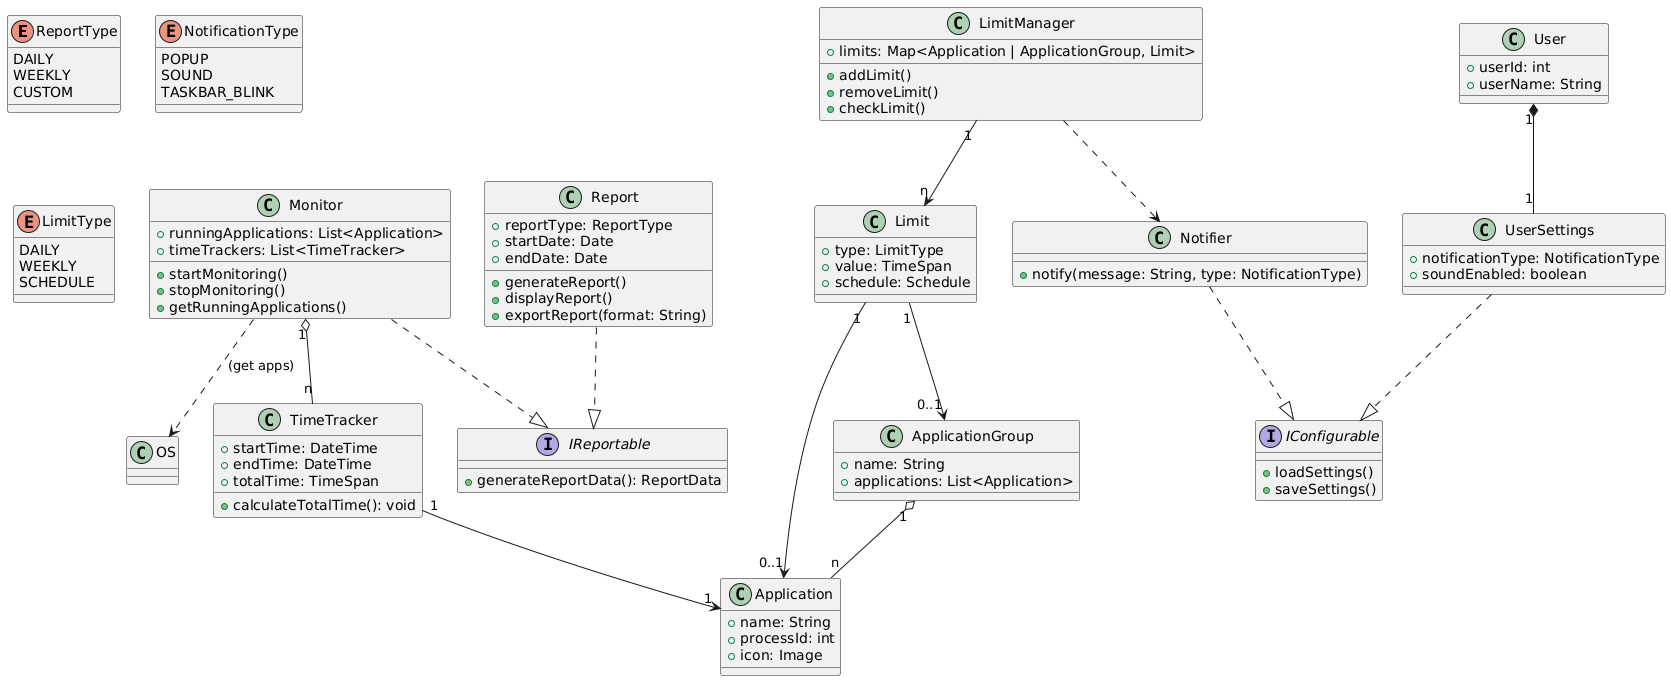 E ReportType
DAILY
WEEKLY
CUSTOM
E NotificationType
POPUP
SOUND
TASKBAR_BLINK
C LimitManager
limits: Map<Application | ApplicationGroup, Limit>
addLimit()
removeLimit()
checkLimit()
C User
userId: int
userName: String
1
1
1
n
E LimitType
DAILY
WEEKLY
SCHEDULE
C Monitor
runningApplications: List<Application>
timeTrackers: List<TimeTracker>
startMonitoring()
stopMonitoring()
getRunningApplications()
C Report
reportType: ReportType
startDate: Date
endDate: Date
generateReport()
displayReport()
exportReport(format: String)
C Limit
type: LimitType
value: TimeSpan
schedule: Schedule
C Notifier
notify(message: String, type: NotificationType)
C UserSettings
notificationType: NotificationType
soundEnabled: boolean
1
1
1
(get apps)
n
0..1
C OS
C TimeTracker
startTime: DateTime
endTime: DateTime
totalTime: TimeSpan
calculateTotalTime(): void
I IReportable
generateReportData(): ReportData
C ApplicationGroup
name: String
applications: List<Application>
I IConfigurable
loadSettings()
saveSettings()
1
1
0..1
n
1
C Application
name: String
processId: int
icon: Image